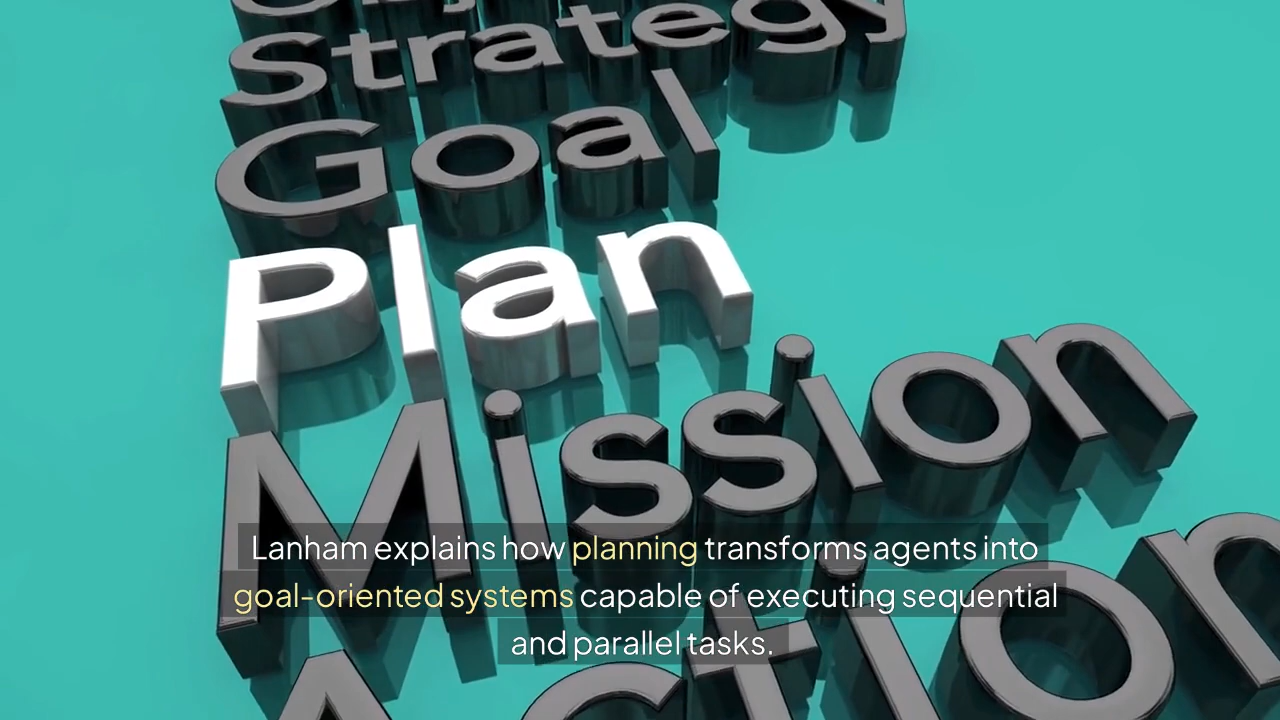 Strategy
Goal
Plan
Mission
Action
Lanham explains how planning transforms agents into
goal-oriented systems capable of executing sequential
and parallel tasks.